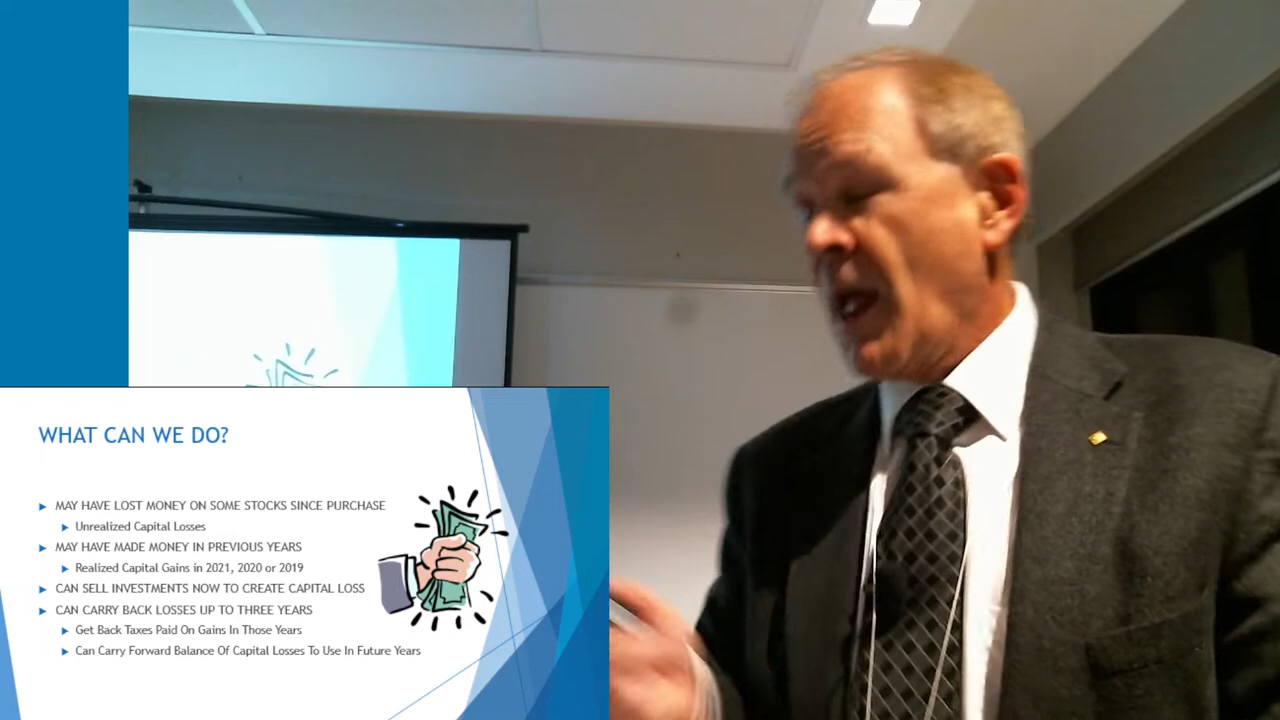 WHAT CAN WE DO?
MAY HAVE LOST MONEY ON SOME STOCKS SINCE PURCHASE
Unrealized Capital Losses
MAY HAVE MADE MONEY IN PREVIOUS YEARS
Realized Capital Gains in 2021, 2020 or 2019
CAN SELL INVESTMENTS NOW TO CREATE CAPITAL LOSS
CAN CARRY BACK LOSSES UP TO THREE YEARS
Get Back Taxes Paid On Gains In Those Years
Can Carry Forward Balance Of Capital Losses To Use In Future Years